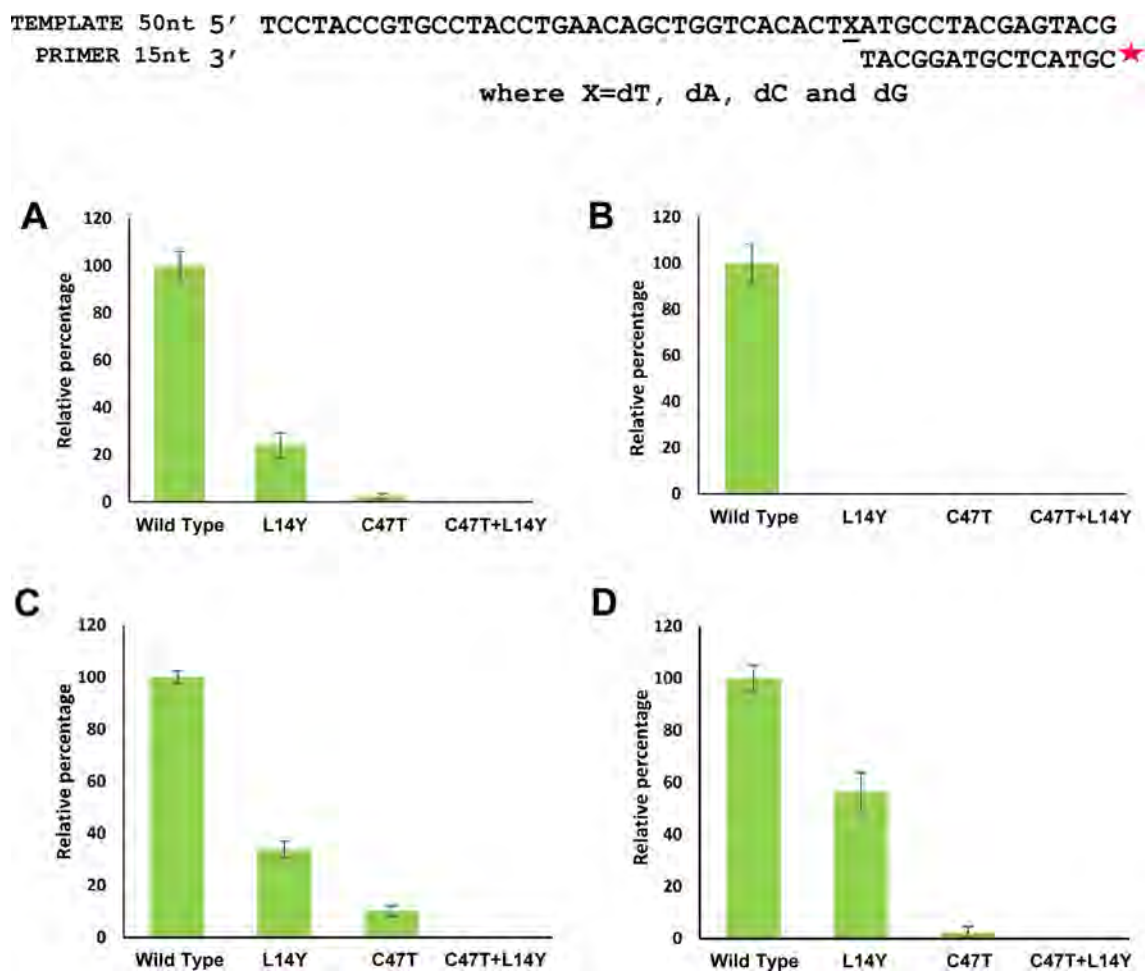 TEMPLATE 50nt 5′ TCCTACCGTGCCTACCTGAACAGCTGGTCACACTXATGCCTACGAGTACG
PRIMER 15nt 3′ TACGGATGCTCATGC
where X=dT, dA, dC and dG
A
Relative percentage
120
100
80
60
40
20
0
Wild Type L14Y C47T C47T+L14Y
B
Relative percentage
120
100
80
60
40
20
0
Wild Type L14Y C47T C47T+L14Y
C
Relative percentage
120
100
80
60
40
20
0
Wild Type L14Y C47T C47T+L14Y
D
Relative percentage
120
100
80
60
40
20
0
Wild Type L14Y C47T C47T+L14Y